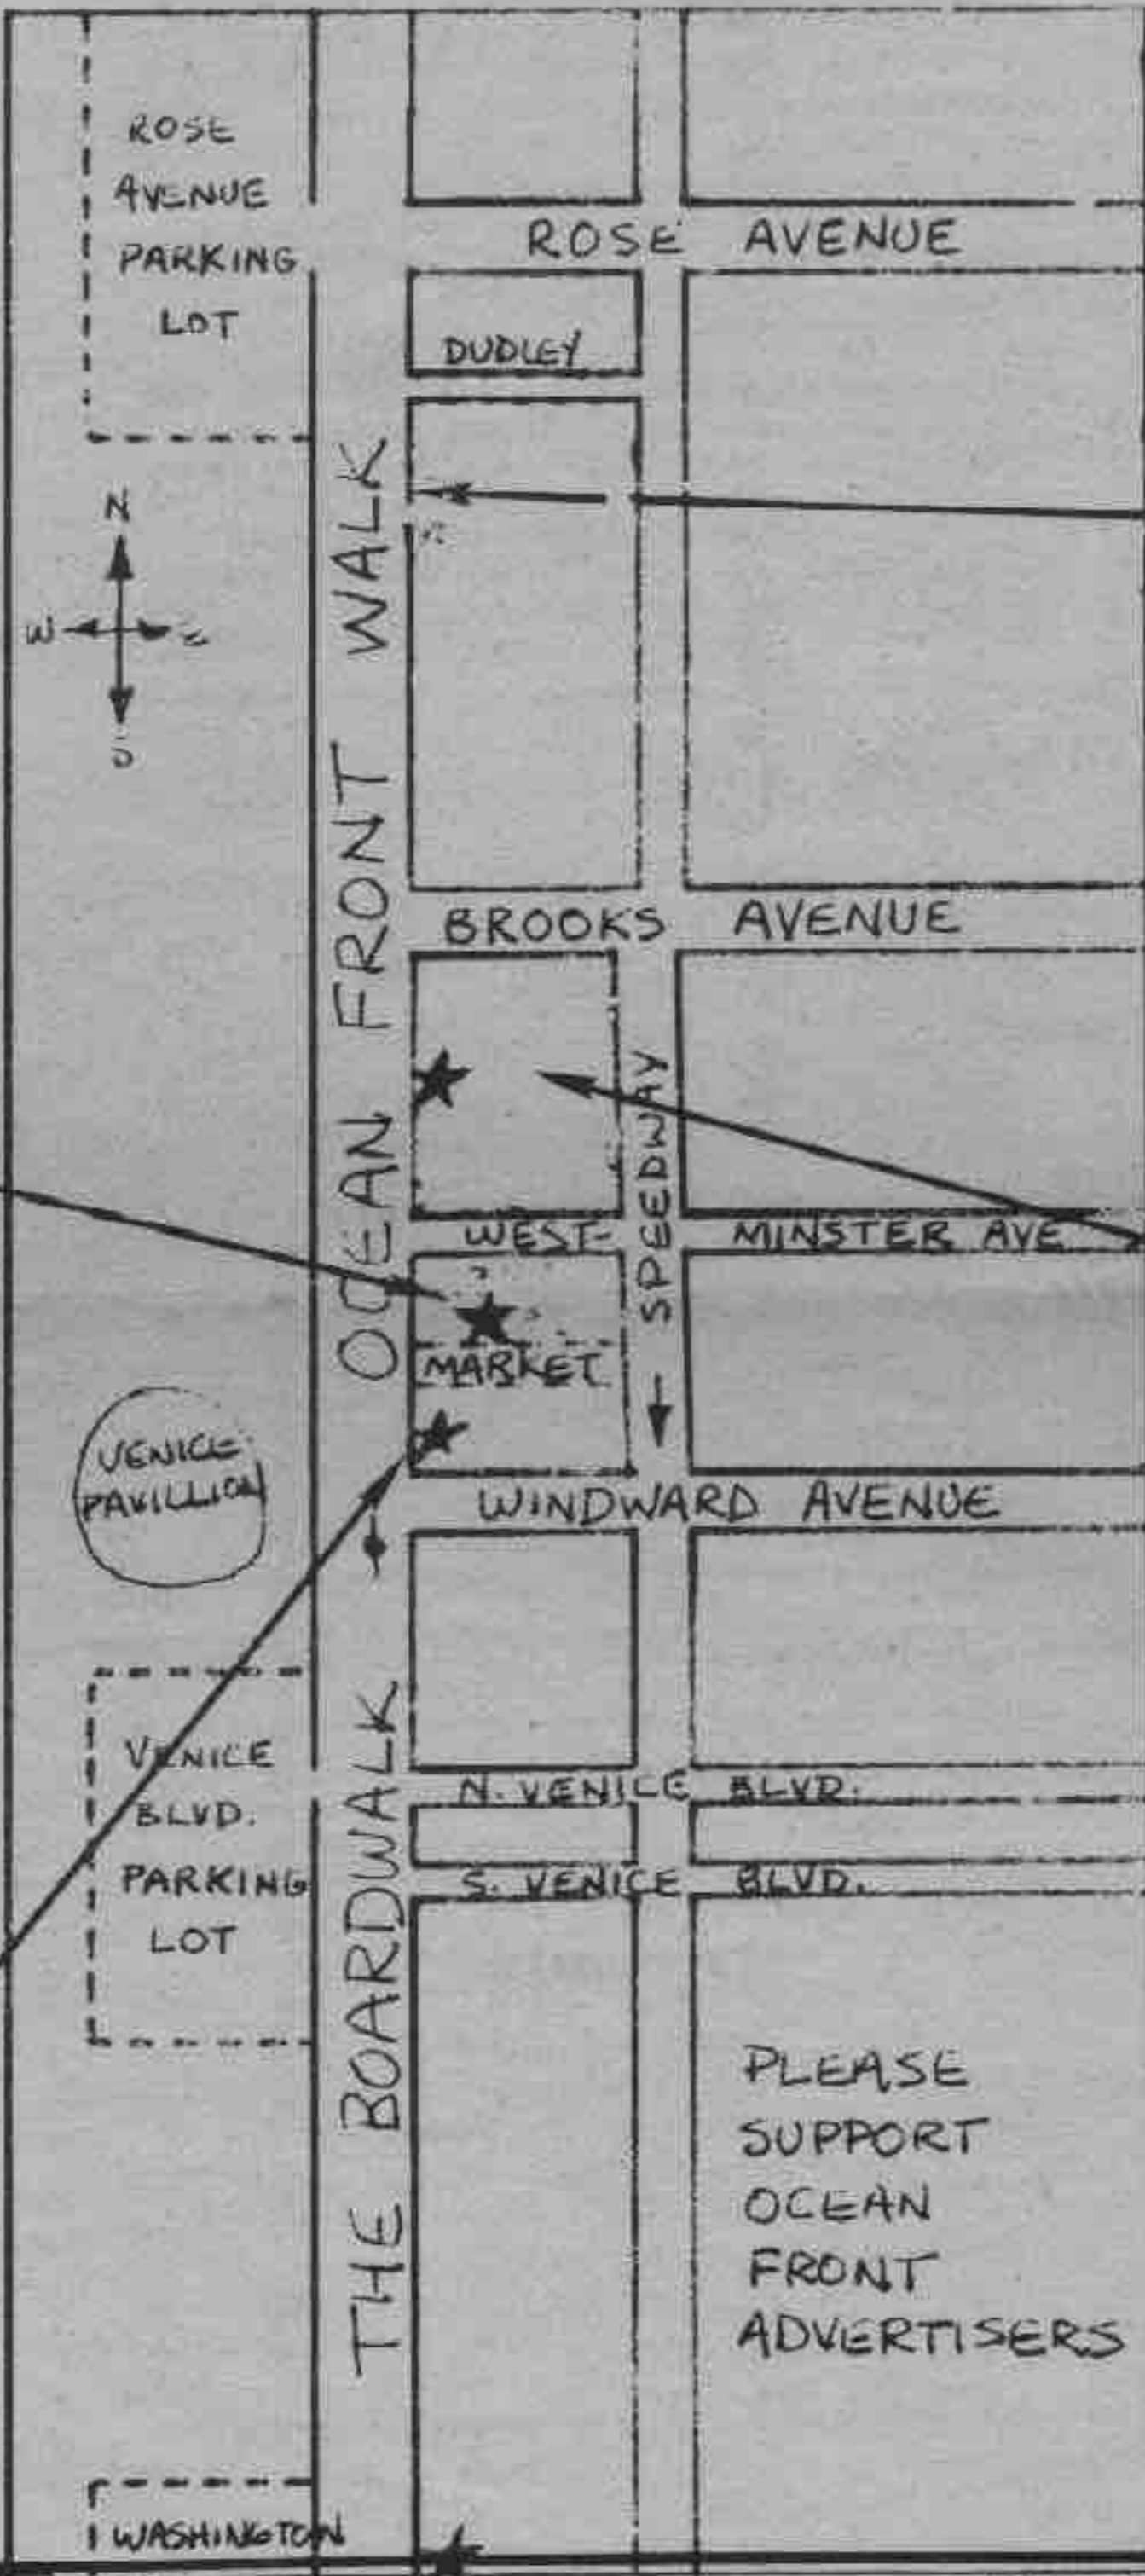 ROSE
AVENUE
PARKING
LOT
ROSE AVENUE
DUDLEY
N
W
OCEAN FRONT WALK
BROOKS AVENUE
SPEEDWAY
WEST-MINSTER AVE
MARKET
VENICE
PAVILLION
WINDWARD AVENUE
VENICE
BLVD.
PARKING
LOT
THE BOARDWALK
N. VENICE BLVD.
S. VENICE BLVD.
PLEASE
SUPPORT
OCEAN
FRONT
ADVERTISERS
WASHINGTON